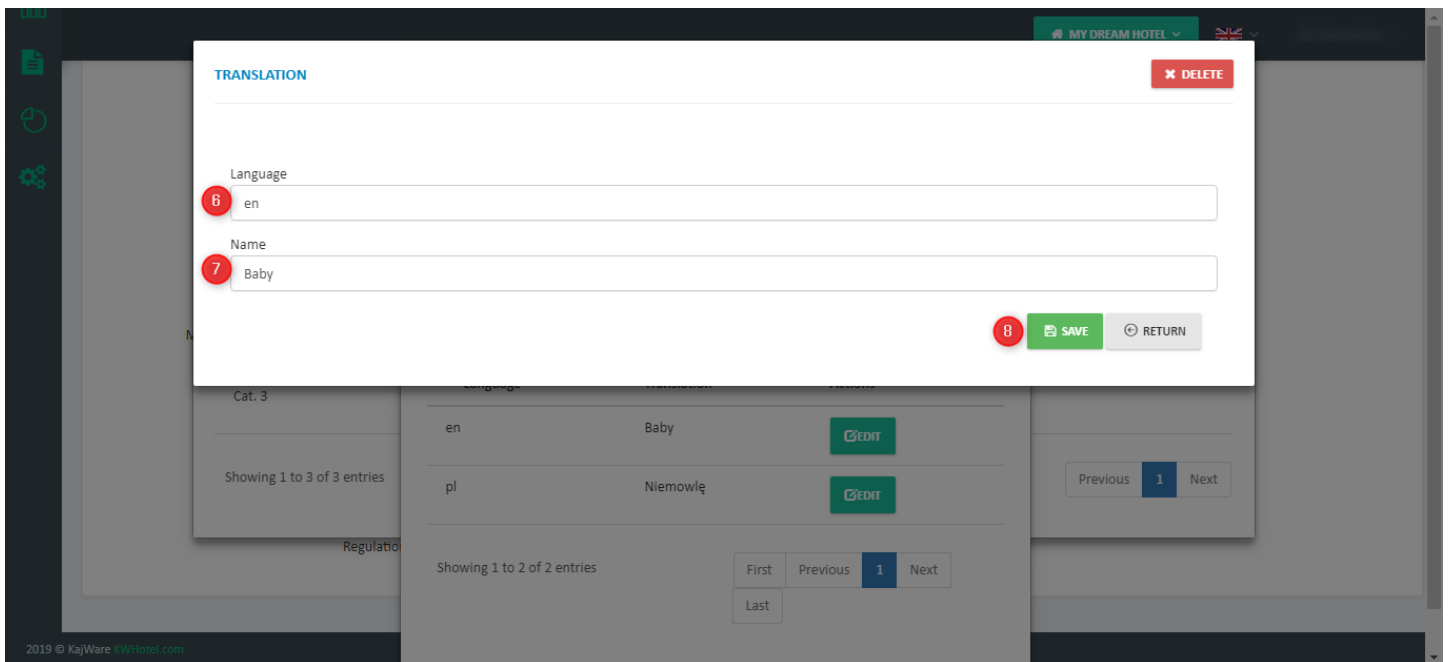 MY DREAM HOTEL
TRANSLATION
DELETE
Language
6 en
Name
7 Baby
8 SAVE RETURN
Cat. 3
en Baby EDIT
Showing 1 to 3 of 3 entries Previous 1 Next
pl Niemowlę EDIT
Regulation
Showing 1 to 2 of 2 entries First Previous 1 Next
Last
2019 © KajWare KWHotel.com